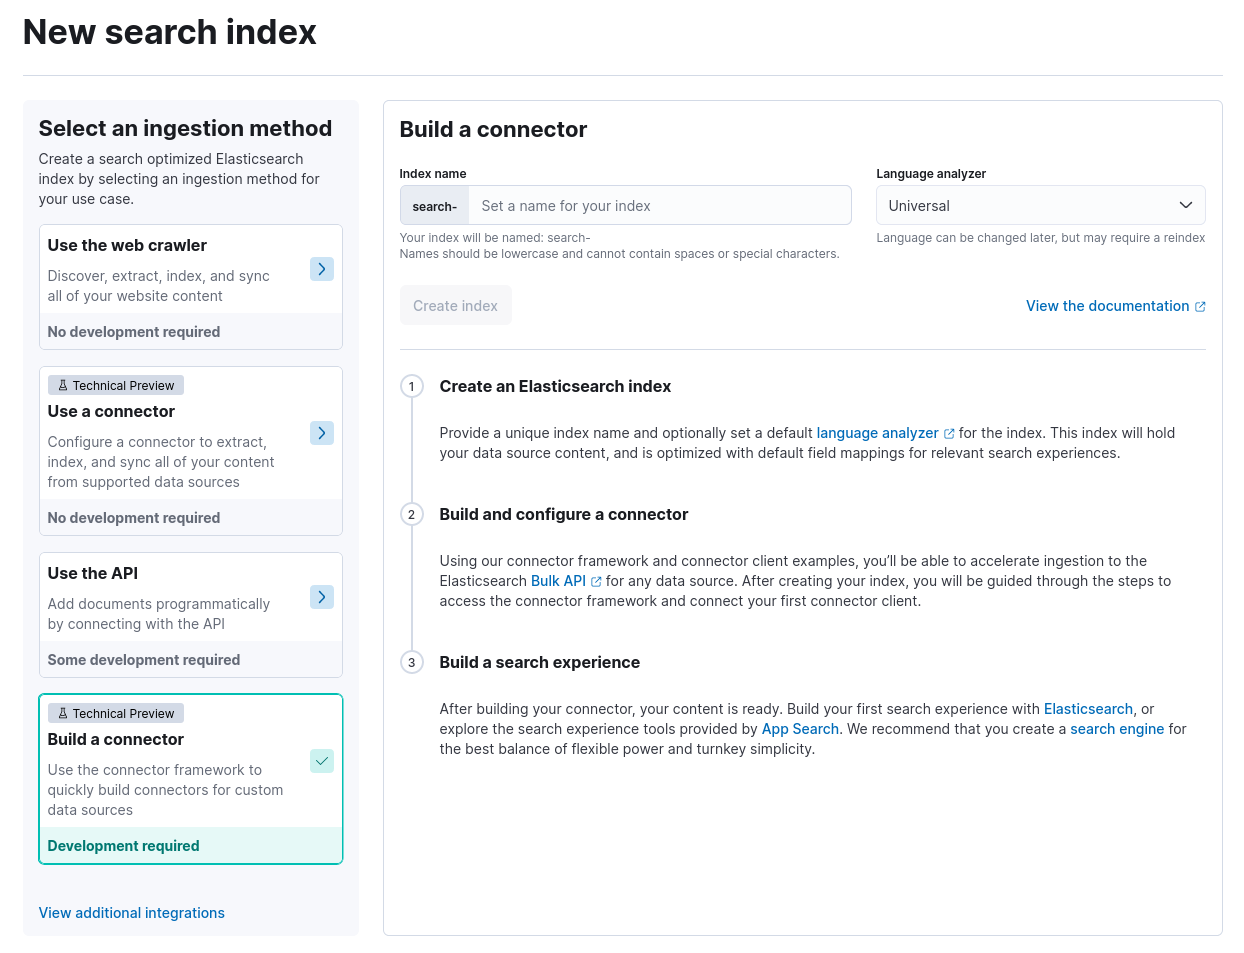 New search index
Select an ingestion method
Create a search optimized Elasticsearch
index by selecting an ingestion method for
your use case.
Use the web crawler
Discover, extract, index, and sync
all of your website content
No development required
Technical Preview
Use a connector
Configure a connector to extract,
index, and sync all of your content
from supported data sources
No development required
Use the API
Add documents programmatically
by connecting with the API
Some development required
Technical Preview
Build a connector
Use the connector framework to
quickly build connectors for custom
data sources
Development required
View additional integrations
Build a connector
Index name
search- Set a name for your index
Your index will be named: search-
Names should be lowercase and cannot contain spaces or special characters.
Language analyzer
Universal
Language can be changed later, but may require a reindex
Create index
View the documentation
1 Create an Elasticsearch index
Provide a unique index name and optionally set a default language analyzer for the index. This index will hold
your data source content, and is optimized with default field mappings for relevant search experiences.
2 Build and configure a connector
Using our connector framework and connector client examples, you’ll be able to accelerate ingestion to the
Elasticsearch Bulk API for any data source. After creating your index, you will be guided through the steps to
access the connector framework and connect your first connector client.
3 Build a search experience
After building your connector, your content is ready. Build your first search experience with Elasticsearch, or
explore the search experience tools provided by App Search. We recommend that you create a search engine for
the best balance of flexible power and turnkey simplicity.